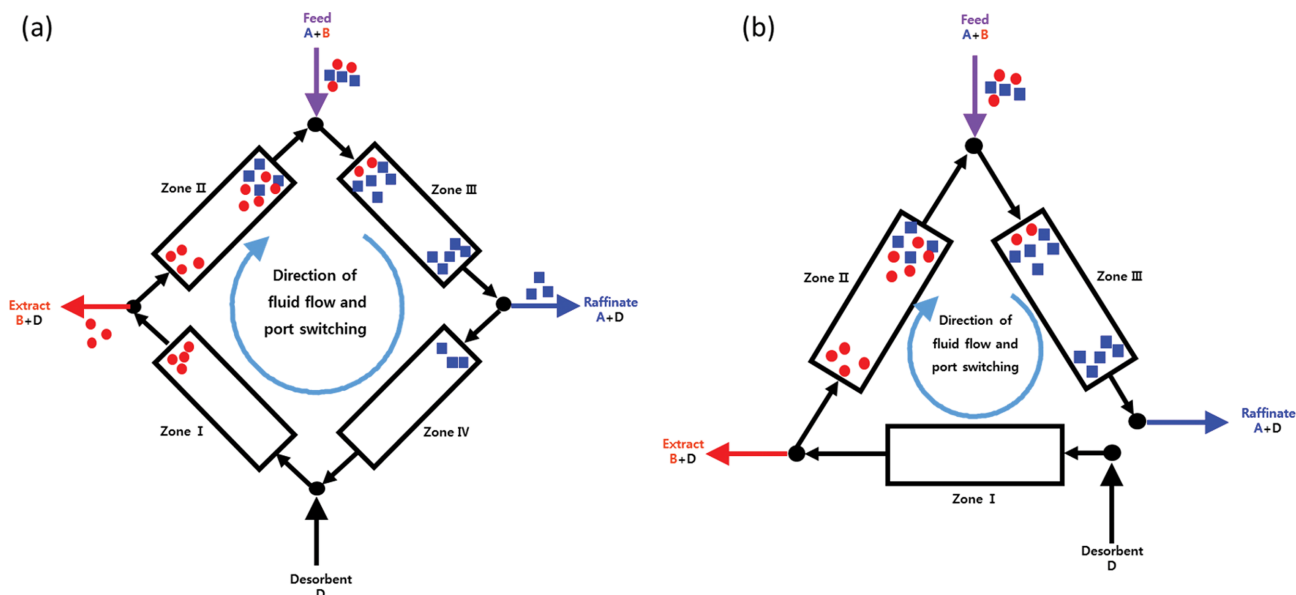 (a)
Feed
A+B
Zone Ⅱ
Zone Ⅲ
Direction of
fluid flow and
port switching
Extract
B+D
Raffinate
A+D
Zone Ⅰ
Zone Ⅳ
Desorbent
D
(b)
Feed
A+B
Zone Ⅱ
Zone Ⅲ
Direction of
fluid flow and
port switching
Raffinate
A+D
Extract
B+D
Zone Ⅰ
Desorbent
D